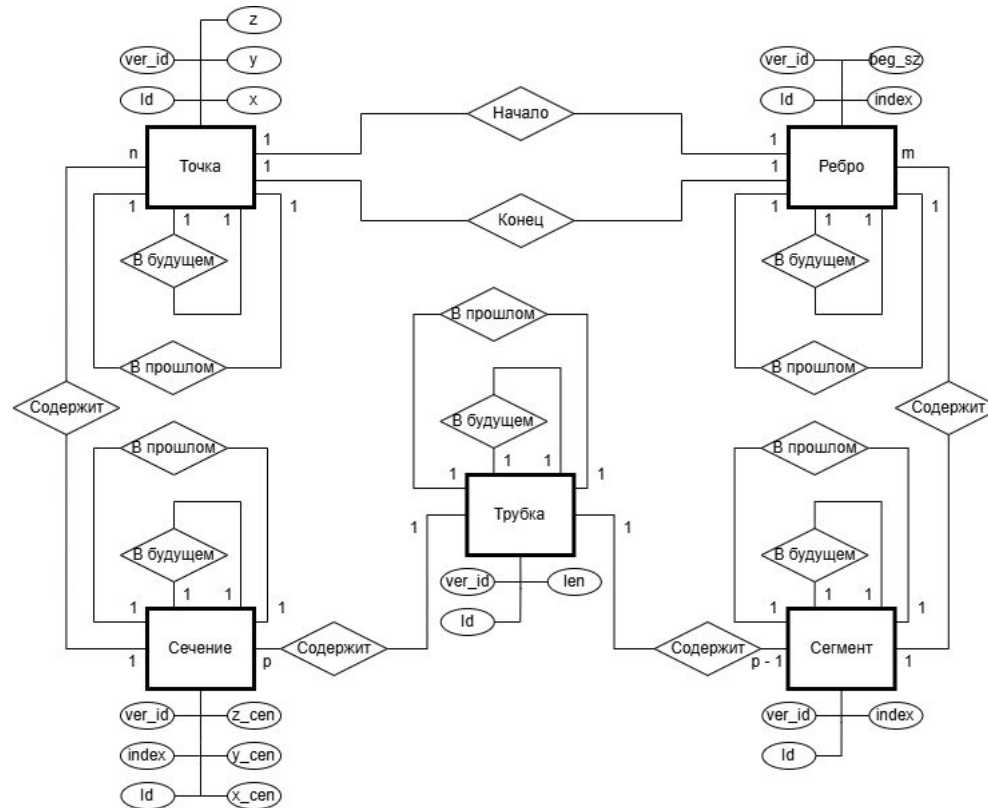 z
ver_id y
Id x
ver_id beg_sz
Id index
Начало
n Точка 1 1
1 Ребро m
1
Конец
1 1 1 1
1 1 1 1
В будущем
В будущем
В прошлом
В прошлом
В прошлом
Содержит
В будущем
Содержит
В прошлом
В прошлом
1 1 1 1
Трубка
1 1
В будущем
В будущем
ver_id len
Id
1 1 1 1
1 1 1 1
1 Сечение p
Содержит
Содержит
p - 1 Сегмент 1
ver_id z_cen
index y_cen
Id x_cen
ver_id index
Id